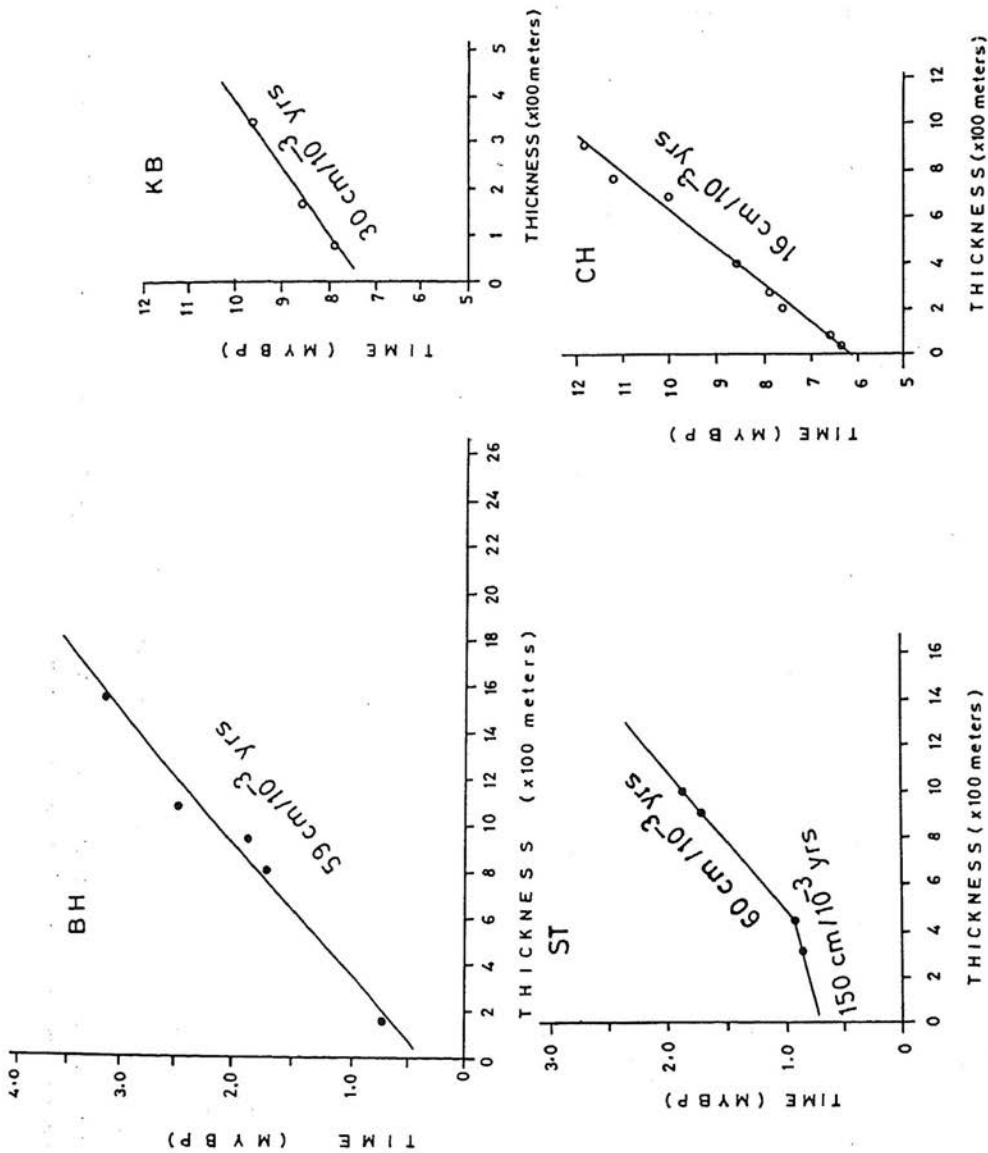 BH
4.0
3.0
2.0
1.0
0
TIME (MYBP)
59 cm/10⁻³ yrs
0 2 4 6 8 10 12 14 16 18 20 22 24 26
THICKNESS (x100 meters)
KB
12
11
10
9
8
7
6
5
TIME (MYBP)
30 cm/10⁻³ yrs
0 1 2 3 4 5
THICKNESS (x100 meters)
ST
3.0
2.0
1.0
0
TIME (MYBP)
60 cm/10⁻³ yrs
150 cm/10⁻³ yrs
0 2 4 6 8 10 12 14 16
THICKNESS (x100 meters)
CH
12
11
10
9
8
7
6
5
TIME (MYBP)
16 cm/10⁻³ yrs
0 2 4 6 8 10 12
THICKNESS (x100 meters)